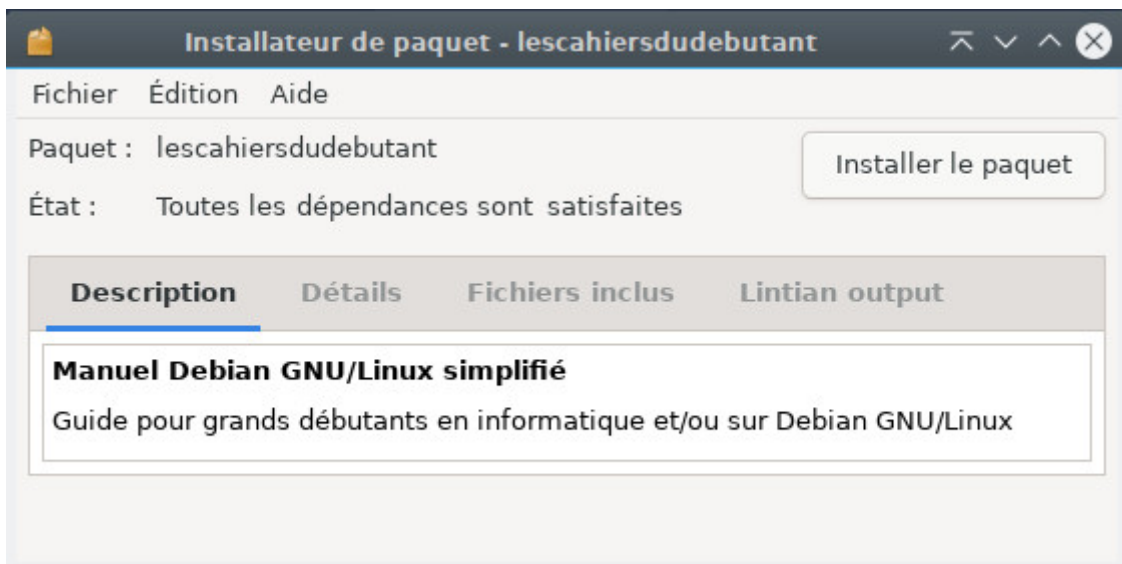 Installateur de paquet - lescahiersdudebutant
Fichier Édition Aide
Paquet : lescahiersdudebutant
Installer le paquet
État : Toutes les dépendances sont satisfaites
Description Détails Fichiers inclus Lintian output
Manuel Debian GNU/Linux simplifié
Guide pour grands débutants en informatique et/ou sur Debian GNU/Linux